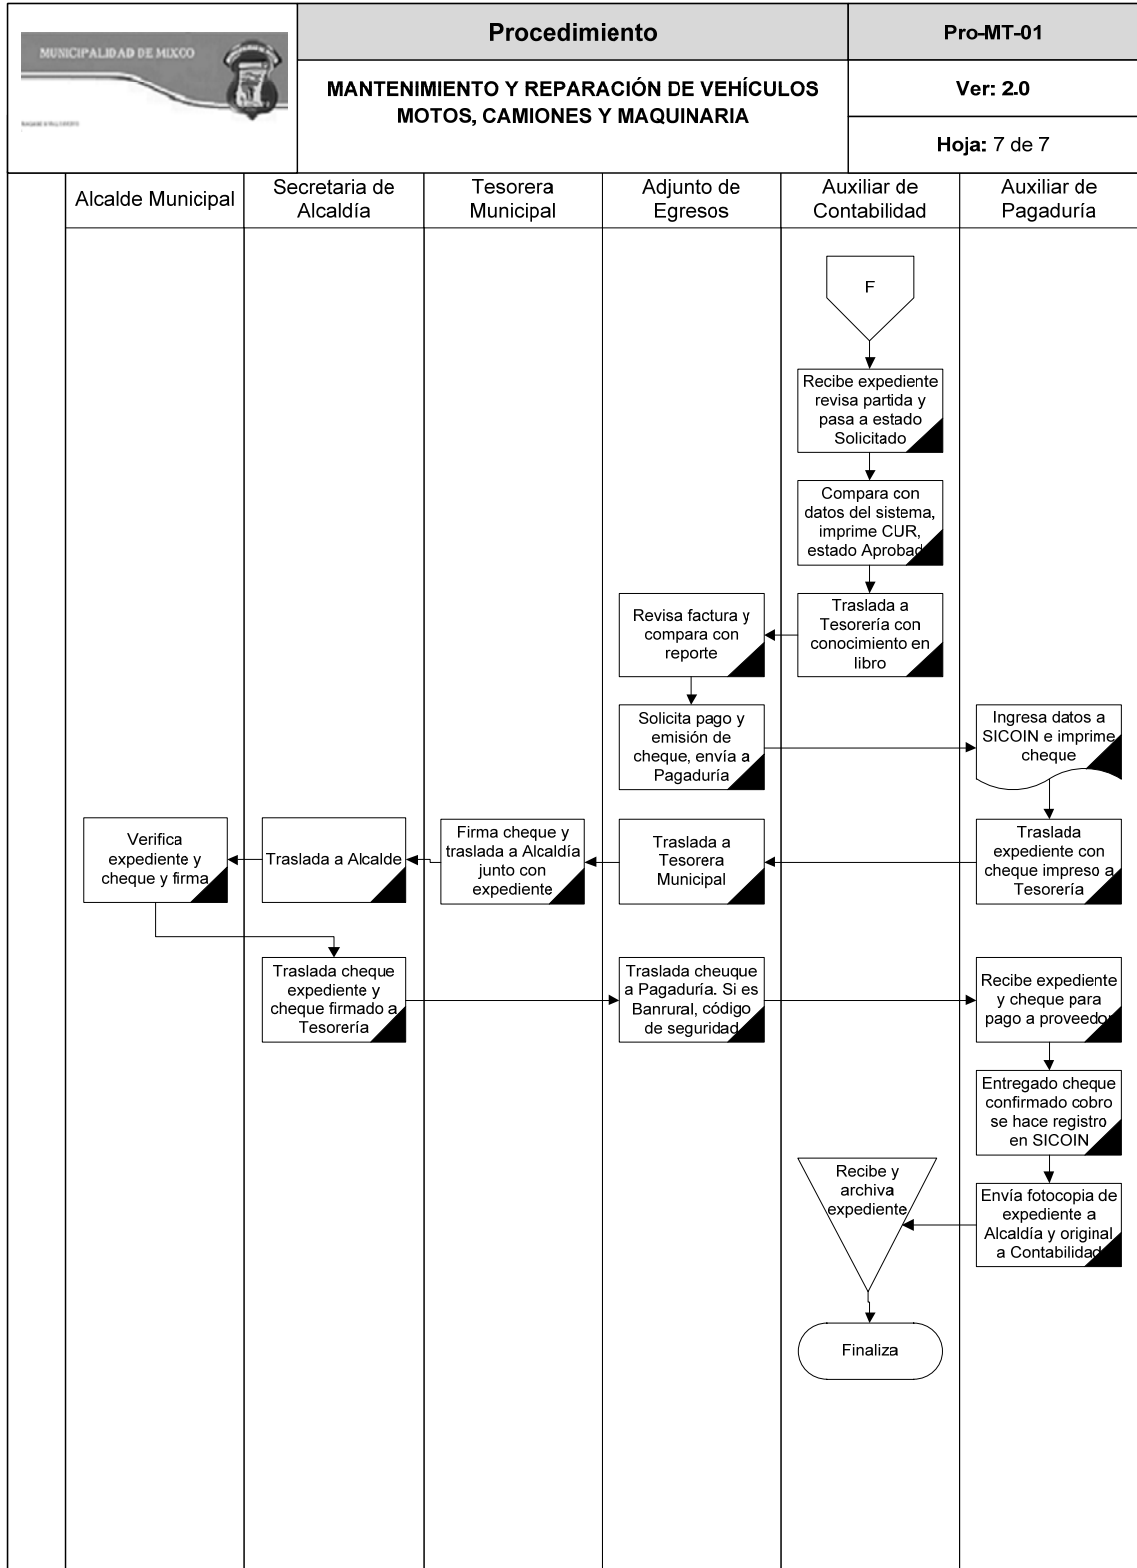 MUNICIPALIDAD DE MIXCO
Procedimiento
Pro-MT-01
MANTENIMIENTO Y REPARACIÓN DE VEHÍCULOS
MOTOS, CAMIONES Y MAQUINARIA
Ver: 2.0
Hoja: 7 de 7
Alcalde Municipal
Secretaria de
Alcaldía
Tesorera
Municipal
Adjunto de
Egresos
Auxiliar de
Contabilidad
Auxiliar de
Pagaduría
F
Recibe expediente
revisa partida y
pasa a estado
Solicitado
Compara con
datos del sistema,
imprime CUR,
estado Aprobad
Traslada a
Tesorería con
conocimiento en
libro
Revisa factura y
compara con
reporte
Solicita pago y
emisión de
cheque, envía a
Pagaduría
Ingresa datos a
SICOIN e imprime
cheque
Traslada
expediente con
cheque impreso a
Tesorería
Traslada a
Tesorera
Municipal
Firma cheque y
traslada a Alcaldía
junto con
expediente
Traslada a Alcalde
Verifica
expediente y
cheque y firma
Traslada cheque
expediente y
cheque firmado a
Tesorería
Traslada cheuque
a Pagaduría. Si es
Banrural, código
de seguridad
Recibe expediente
y cheque para
pago a proveedor
Entregado cheque
confirmado cobro
se hace registro
en SICOIN
Envía fotocopia de
expediente a
Alcaldía y original
a Contabilidad
Recibe y
archiva
expediente
Finaliza